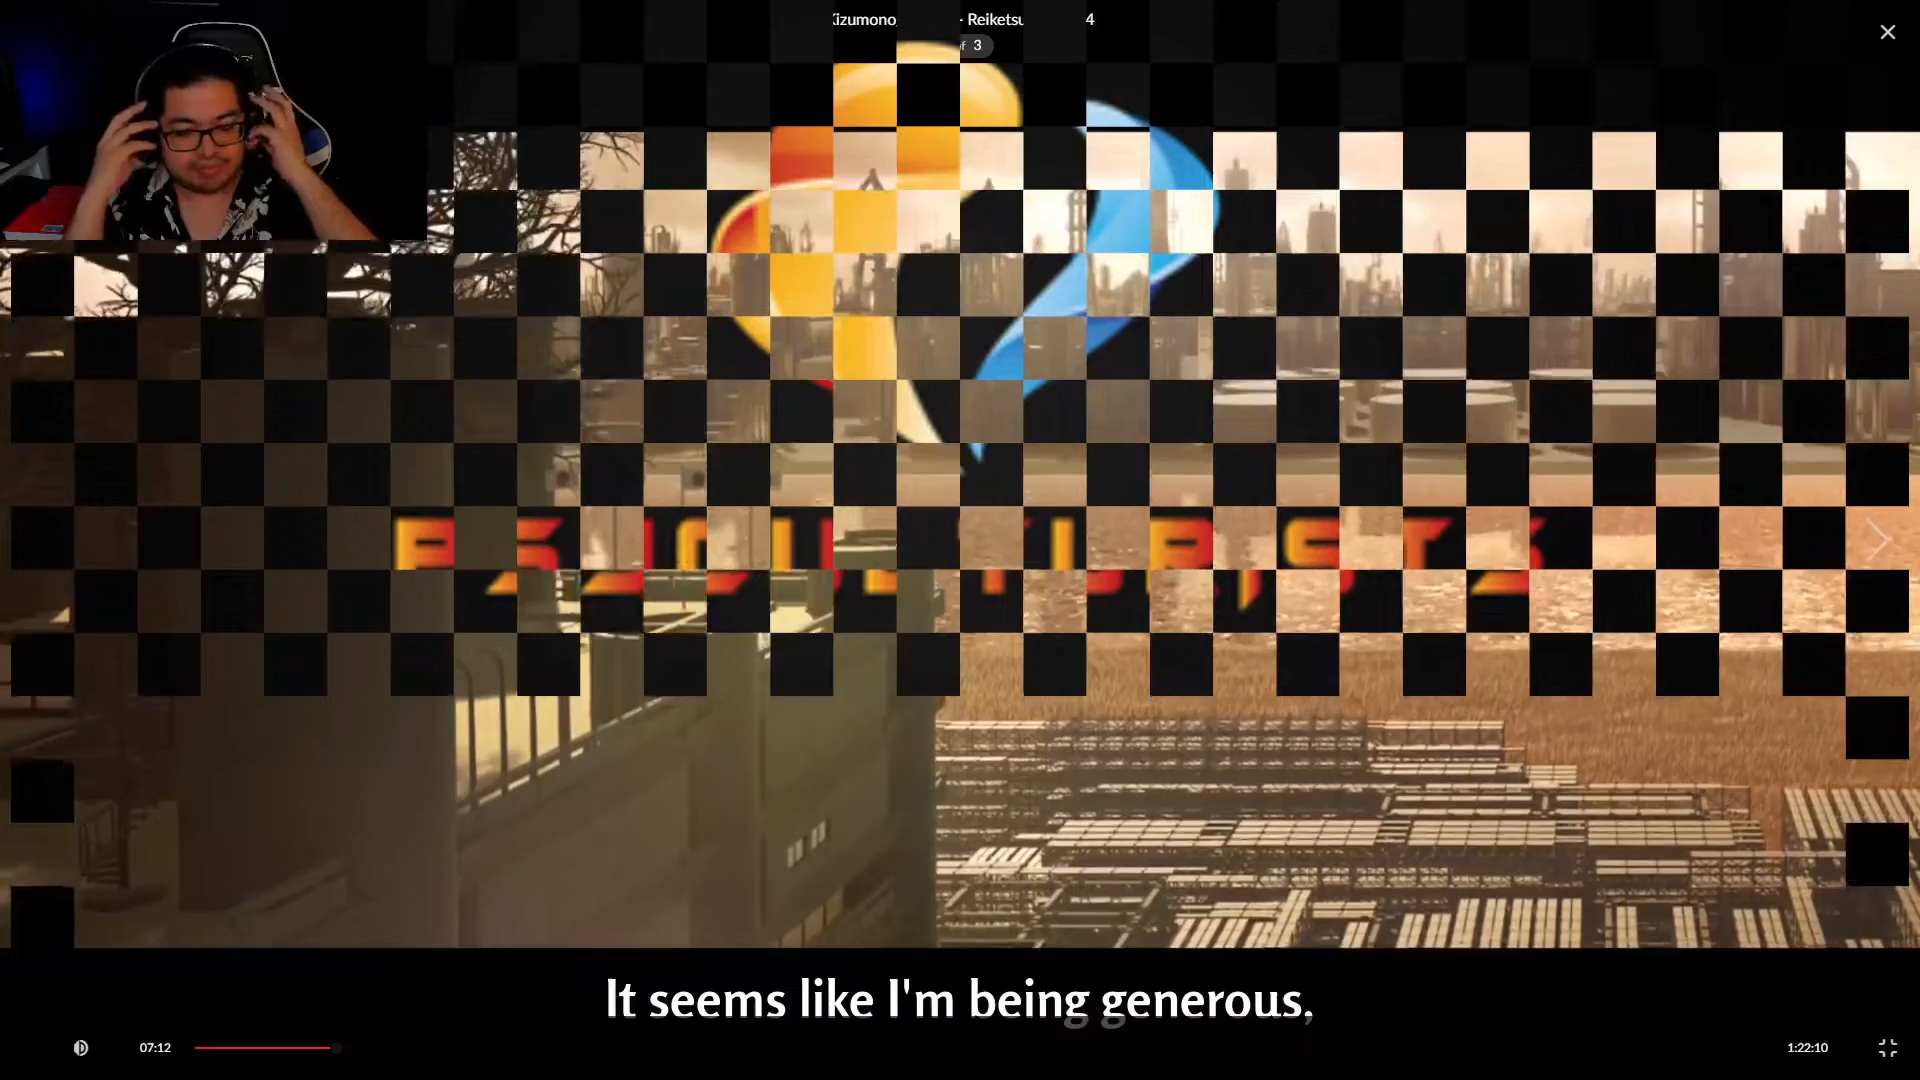 Kizumono - Reiketsu 4
f 3
It seems like I'm being generous,
07:12
1:22:10